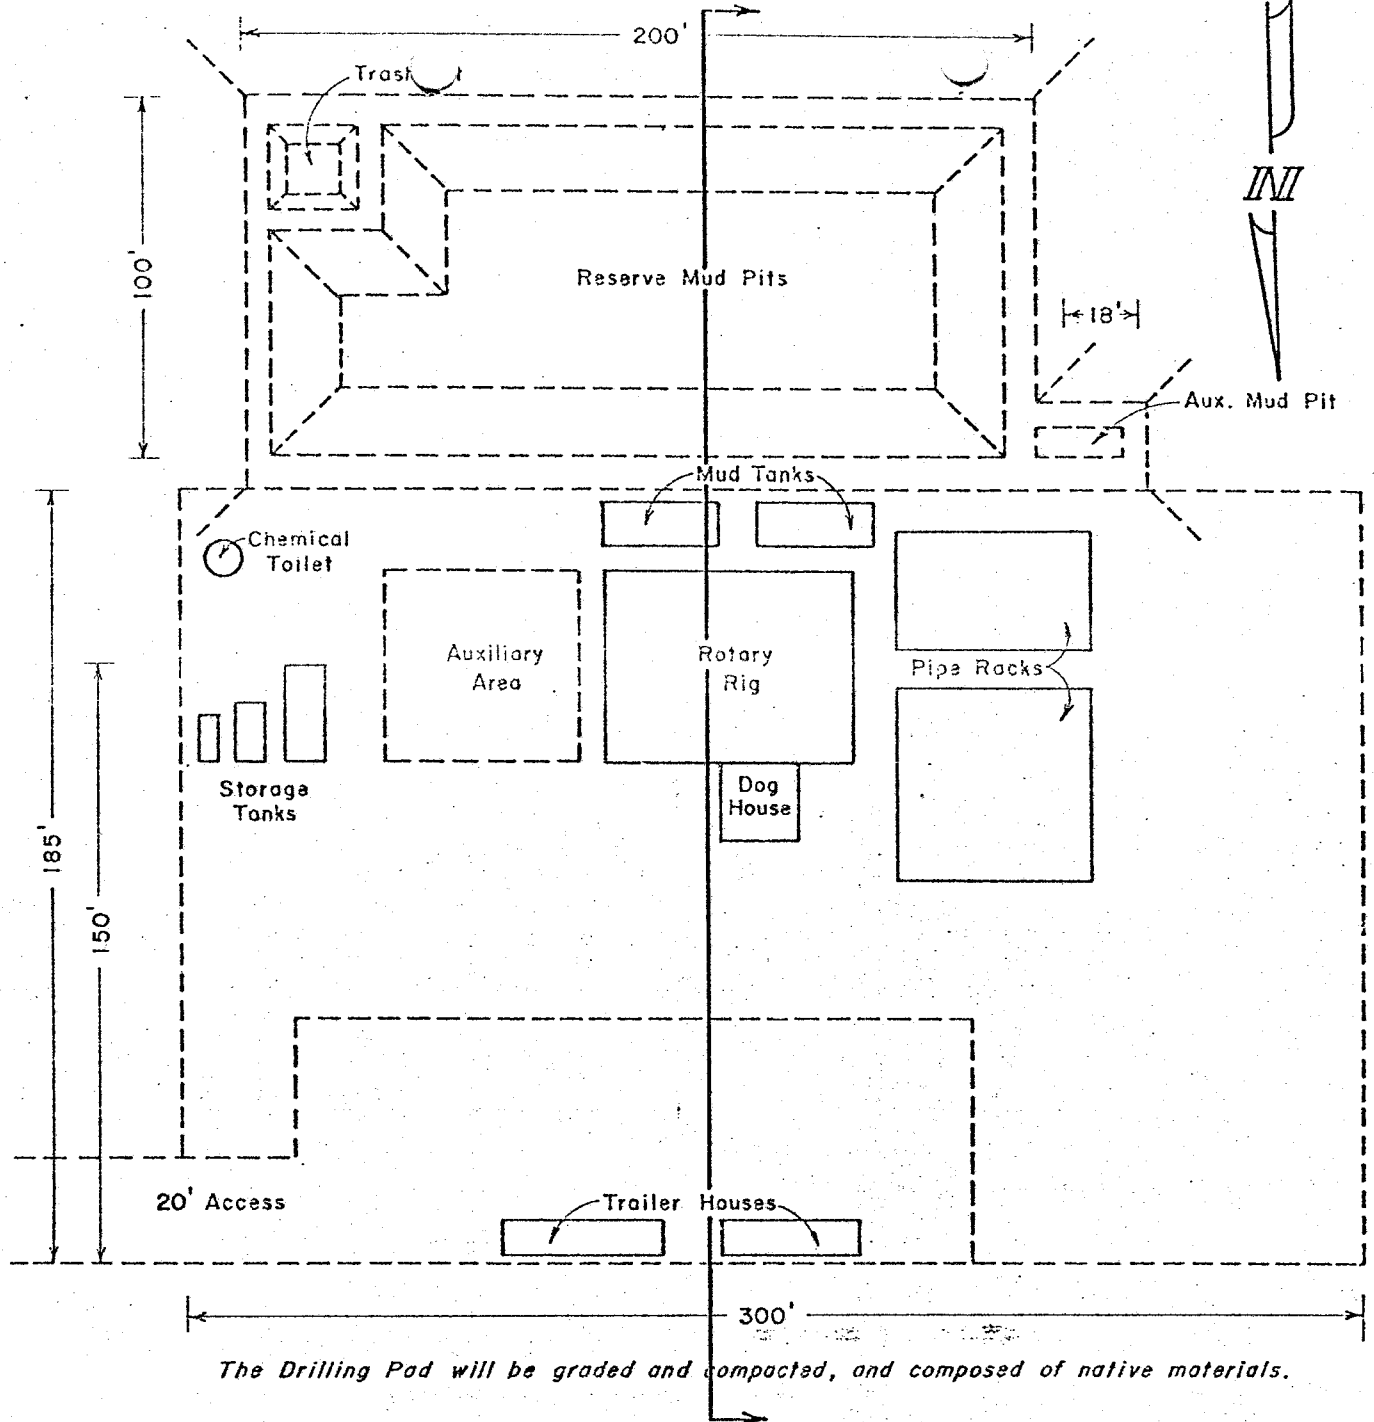 200'
Trash
N
100'
Reserve Mud Pits
18'
Aux. Mud Pit
Mud Tanks
Chemical
Toilet
Auxiliary
Area
Rotary
Rig
Pipe Racks
Storage
Tanks
Dog
House
185'
150'
20' Access
Trailer Houses
300'
The Drilling Pad will be graded and compacted, and composed of native materials.